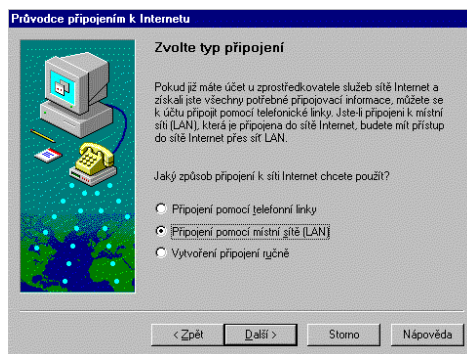 Průvodce připojením k Internetu
Zvolte typ připojení
Pokud již máte účet u zprostředkovatele služeb sítě Internet a
získali jste všechny potřebné připojovací informace, můžete se
k účtu připojit pomocí telefonické linky. Jste-li připojeni k místní
síti (LAN), která je připojena do sítě Internet, budete mít přístup
do sítě Internet přes síť LAN.
Jaký způsob připojení k síti Internet chcete použít?
Připojení pomocí telefonní linky
Připojení pomocí místní sítě (LAN)
Vytvoření připojení ručně
< Zpět
Další >
Storno
Nápověda